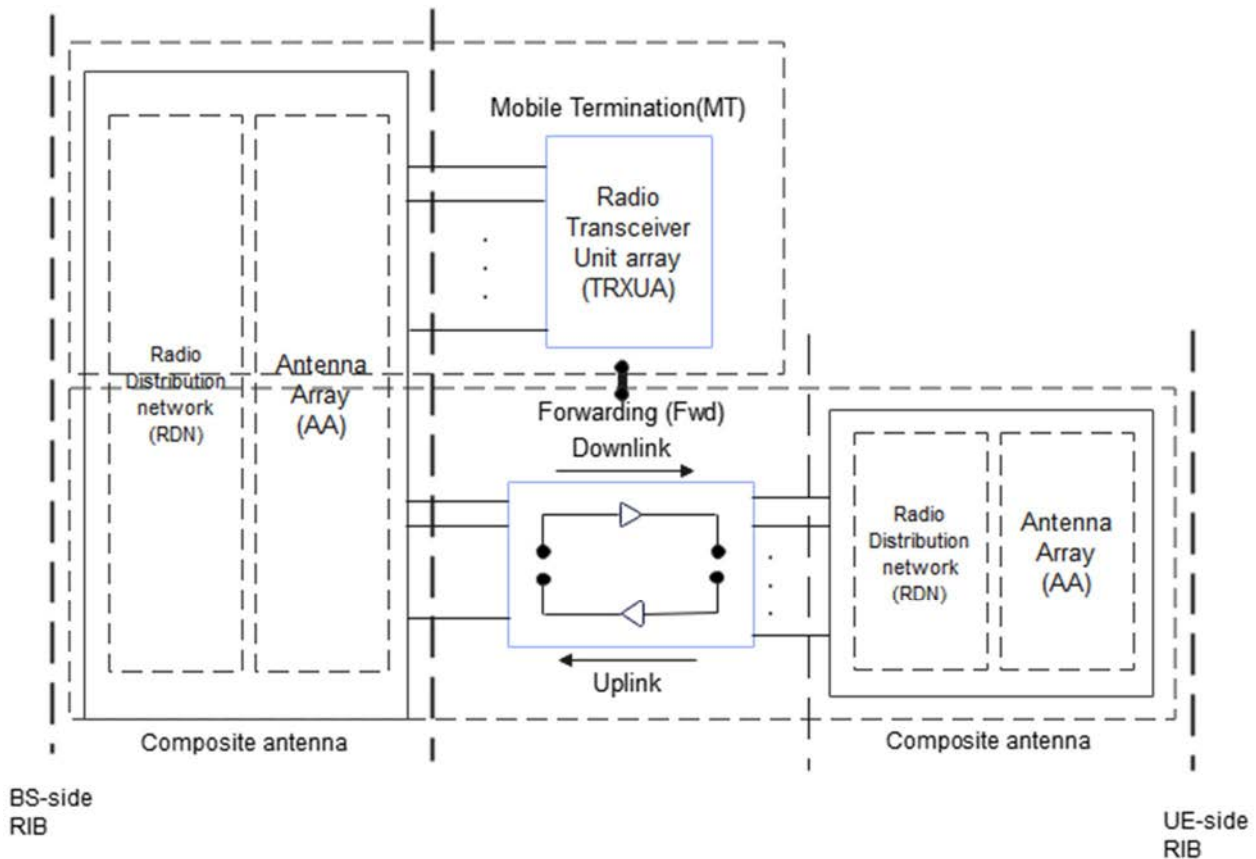 Mobile Termination(MT)
Radio
Transceiver
Unit array
(TRXUA)
Radio
Distribution
network
(RDN)
Antenna
Array
(AA)
Forwarding (Fwd)
Downlink
Uplink
Radio
Distribution
network
(RDN)
Antenna
Array
(AA)
Composite antenna
Composite antenna
BS-side
RIB
UE-side
RIB